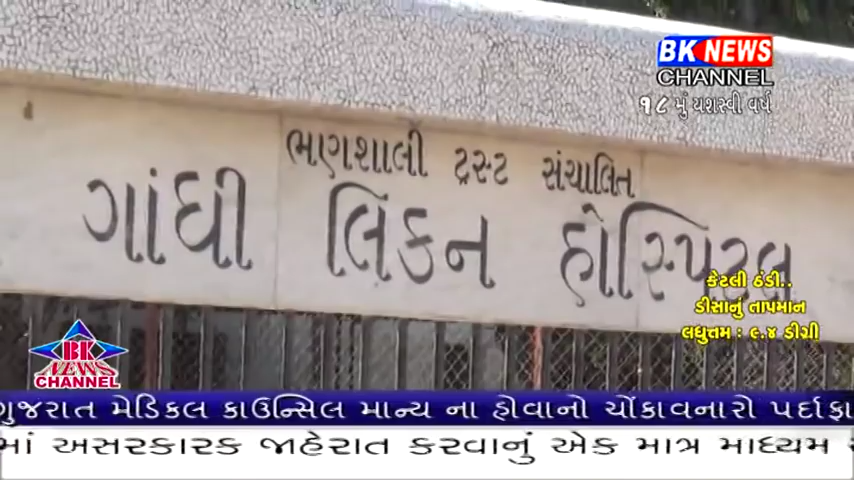 BK NEWS
CHANNEL
૧૮ મું યશસ્વી વર્ષ
ભણશાલી ટ્રસ્ટ સંચાલિત
ગાંધી લિંકન હોસ્પિટલ
કેટલી ઠંડી..
ડીસાનું તાપમાન
લઘુત્તમ : ૯.૪ ડીગ્રી
BK
NEWS
CHANNEL
ગુજરાત મેડિકલ કાઉન્સિલ માન્ય ના હોવાનો ચોંકાવનારો પર્દાફા
માં અસરકારક જાહેરાત કરવાનું એક માત્ર માધ્યમ